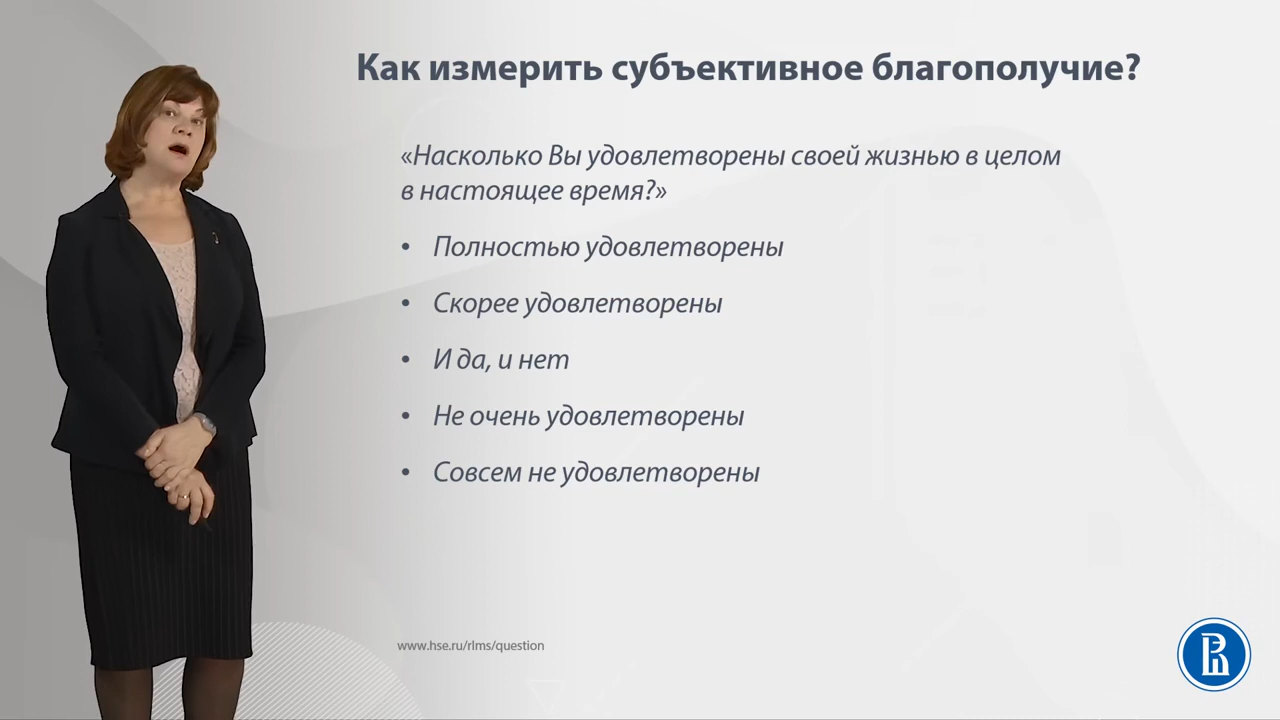 Как измерить субъективное благополучие?
«Насколько Вы удовлетворены своей жизнью в целом
в настоящее время?»
• Полностью удовлетворены
• Скорее удовлетворены
• И да, и нет
• Не очень удовлетворены
• Совсем не удовлетворены
www.hse.ru/rlms/question